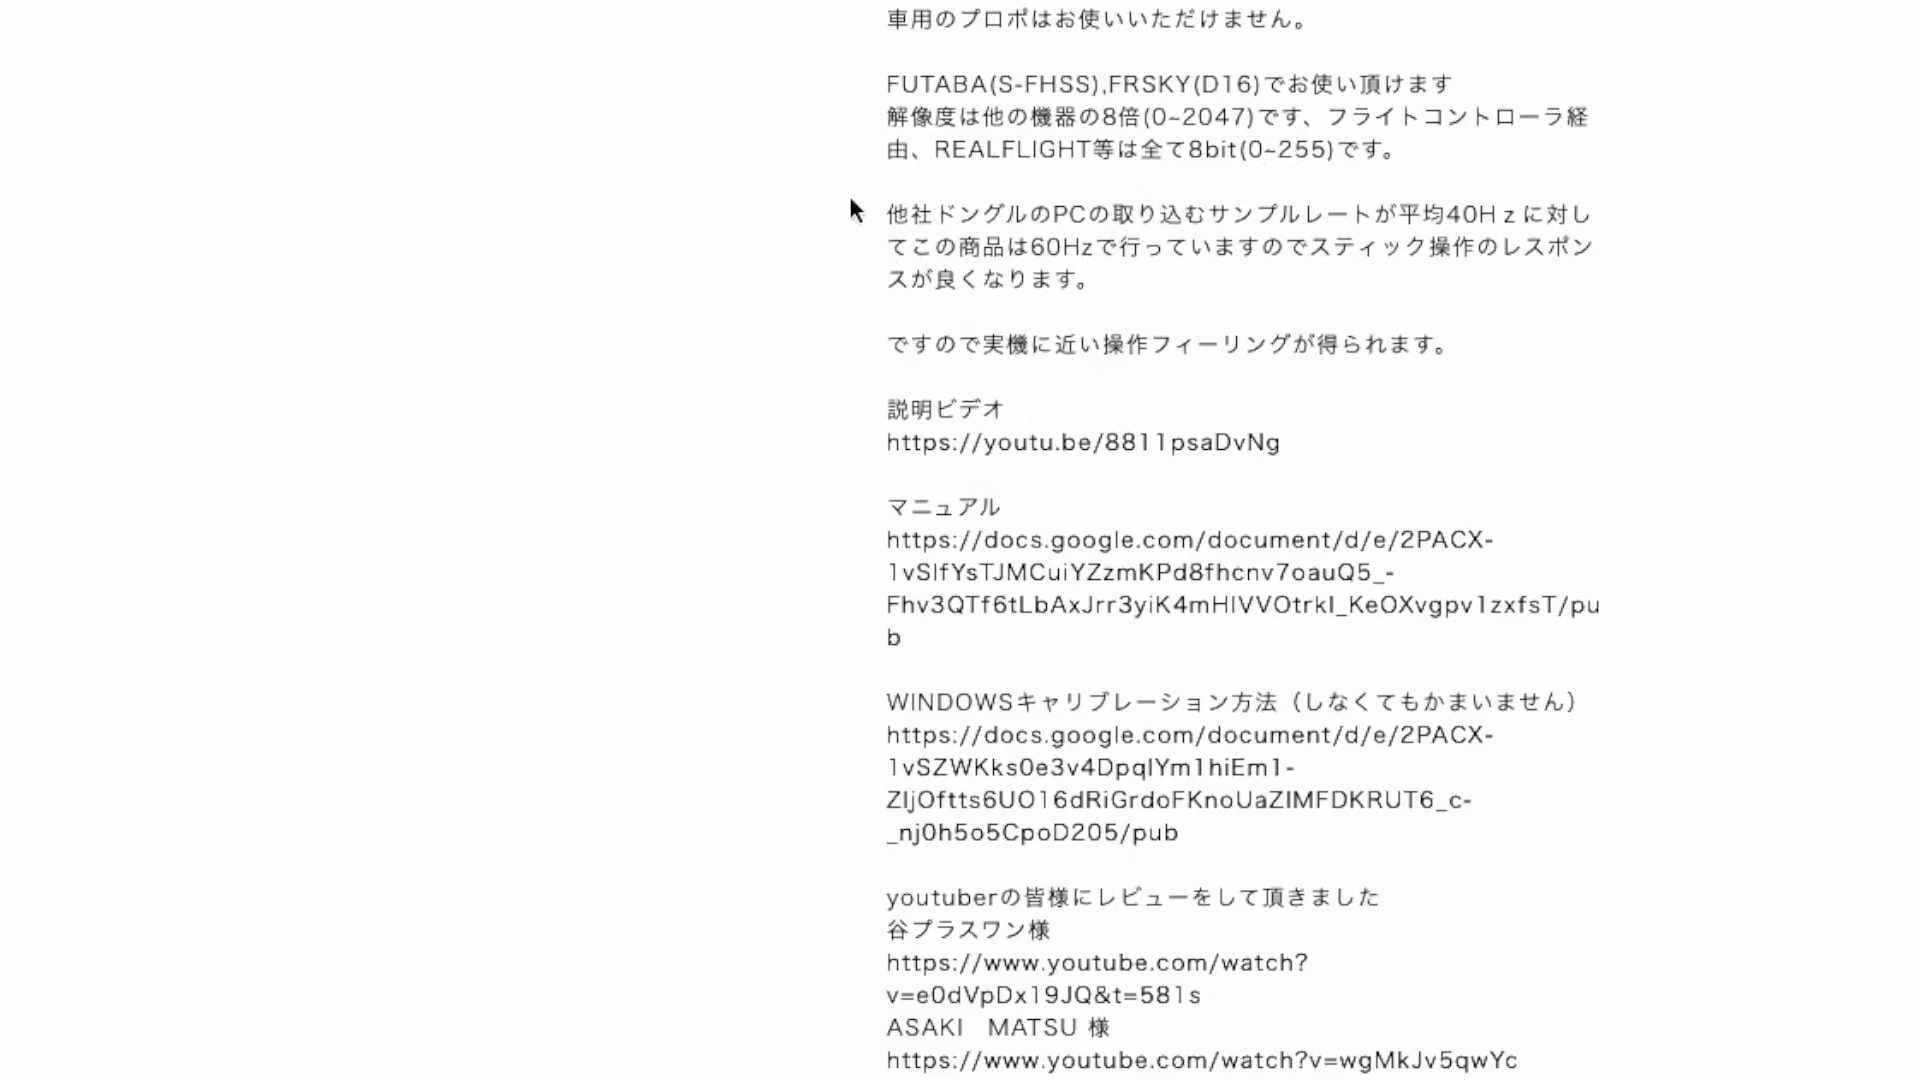 車用のプロポはお使いいただけません。
FUTABA(S-FHSS),FRSKY(D16)でお使い頂けます
解像度は他の機器の8倍(0~2047)です、フライトコントローラ経
由、REALFLIGHT等は全て8bit(0~255)です。
他社ドングルのPCの取り込むサンプルレートが平均40Hｚに対し
てこの商品は60Hzで行っていますのでスティック操作のレスポン
スが良くなります。
ですので実機に近い操作フィーリングが得られます。
説明ビデオ
https://youtu.be/8811psaDvNg
マニュアル
https://docs.google.com/document/d/e/2PACX-
1vSlfYsTJMCuiYZzmKPd8fhcnv7oauQ5_-
Fhv3QTf6tLbAxJrr3yiK4mHlVVOtrkI_KeOXvgpv1zxfsT/pu
b
WINDOWSキャリブレーション方法（しなくてもかまいません）
https://docs.google.com/document/d/e/2PACX-
1vSZWKks0e3v4DpqlYm1hiEm1-
ZljOftts6UO16dRiGrdoFKnoUaZIMFDKRUT6_c-
_nj0h5o5CpoD205/pub
youtuberの皆様にレビューをして頂きました
谷プラスワン様
https://www.youtube.com/watch?
v=e0dVpDx19JQ&t=581s
ASAKI　MATSU 様
https://www.youtube.com/watch?v=wgMkJv5qwYc